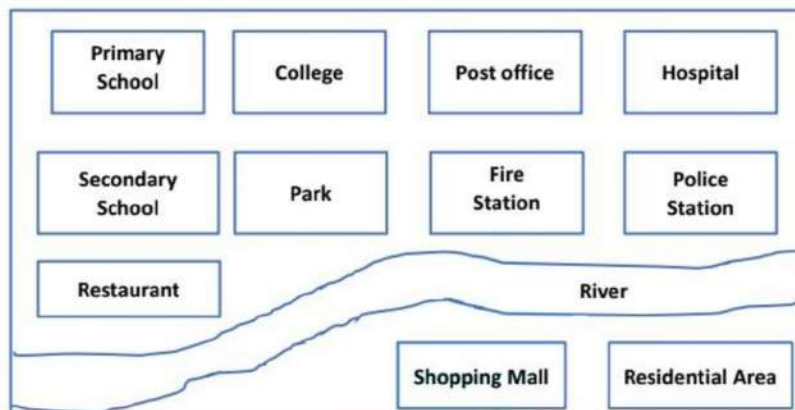 Primary
School
College
Post office
Hospital
Secondary
School
Park
Fire
Station
Police
Station
Restaurant
River
Shopping Mall
Residential Area